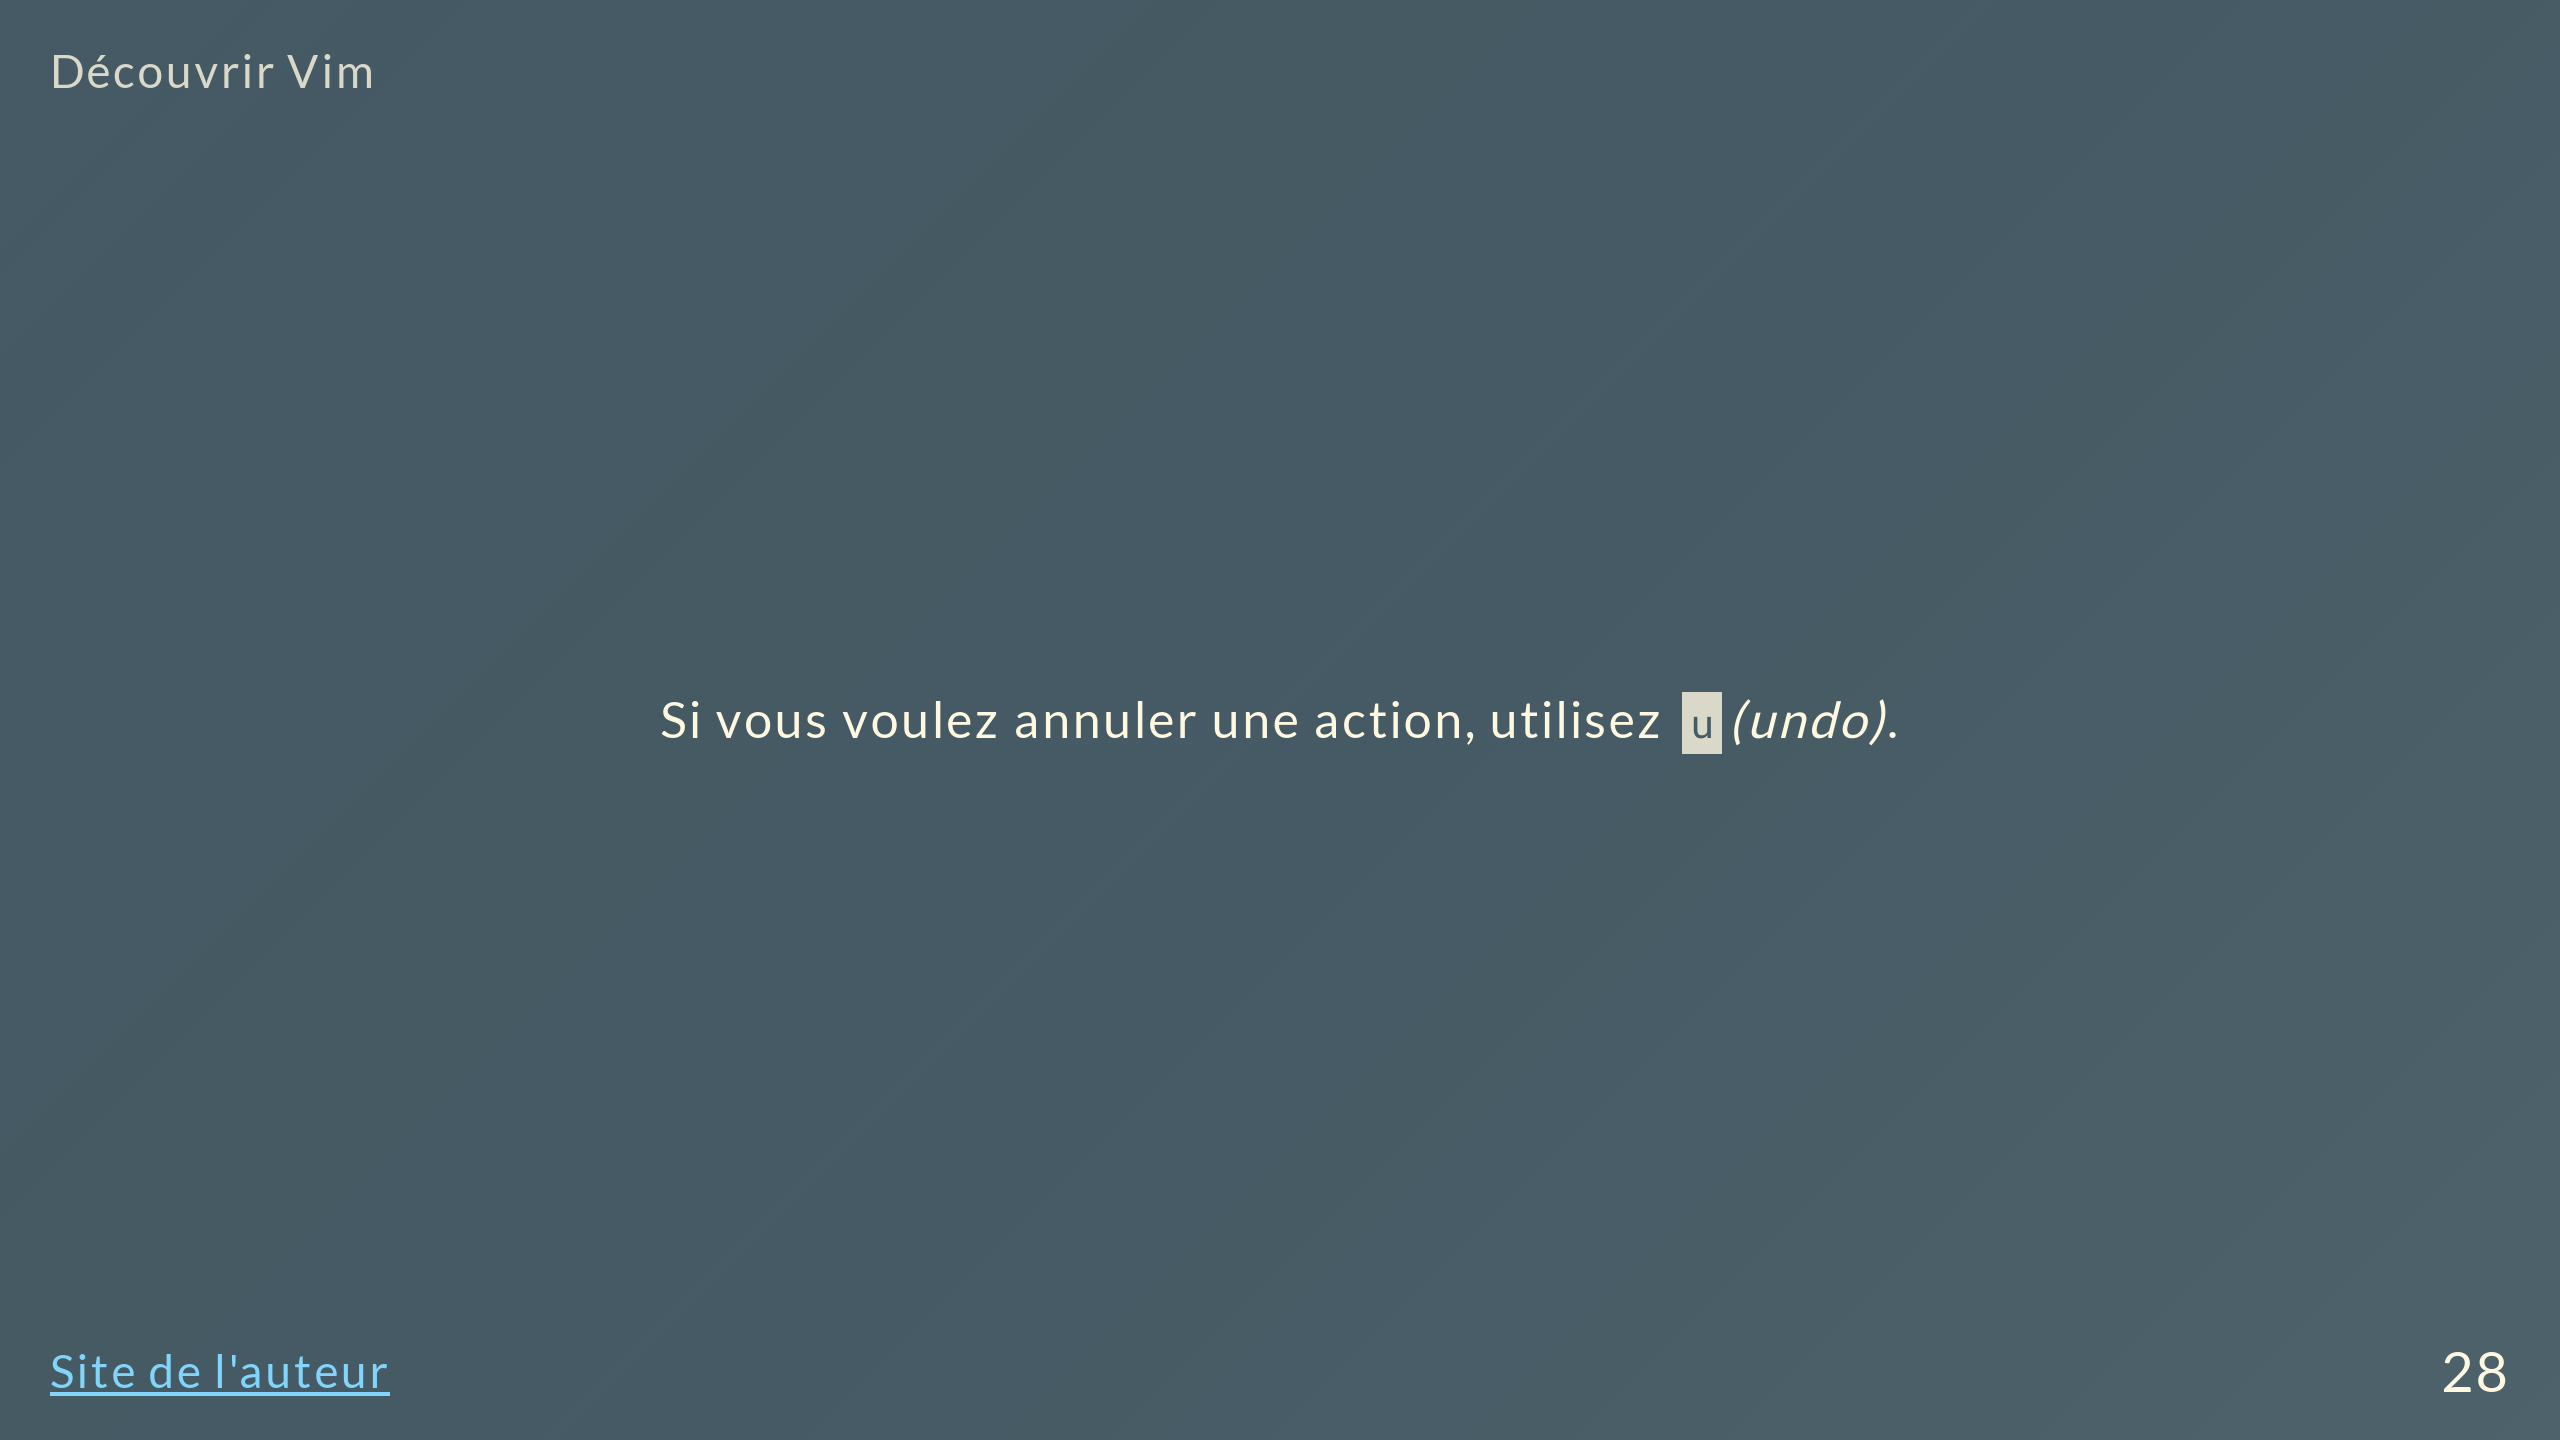 Découvrir Vim
Si vous voulez annuler une action, utilisez u (undo).
Site de l'auteur
28